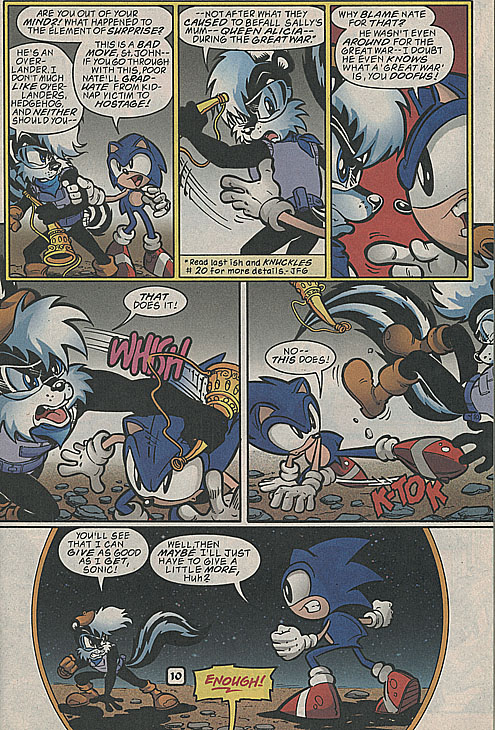 ARE YOU OUT OF YOUR
MIND?! WHAT HAPPENED TO
THE ELEMENT OF SURPRISE?
HE'S AN
OVER-
LANDER. I
DON'T MUCH
LIKE OVER-
LANDERS,
HEDGEHOG,
AND NEITHER
SHOULD YOU--
THIS IS A BAD
MOVE, ST. JOHN--
IF YOU GO THROUGH
WITH THIS, POOR
NATE'LL GRAD-
UATE FROM KID-
NAP VICTIM TO
HOSTAGE!
--NOT AFTER WHAT THEY
CAUSED TO BEFALL SALLY'S
MUM--QUEEN ALICIA--
DURING THE GREAT WAR.*
*Read last ish and KNUCKLES
# 20 for more details.-JFG
WHY BLAME NATE
FOR THAT?
HE WASN'T EVEN
AROUND FOR THE
GREAT WAR--I DOUBT
HE EVEN KNOWS
WHAT A 'GREAT WAR'
IS, YOU DOOFUS!
THAT
DOES IT!
WHSH
NO--
THIS DOES!
K-TOK
YOU'LL SEE
THAT I CAN
GIVE AS GOOD
AS I GET,
SONIC!
WELL, THEN
MAYBE I'LL JUST
HAVE TO GIVE A
LITTLE MORE,
Huh?
10
ENOUGH!